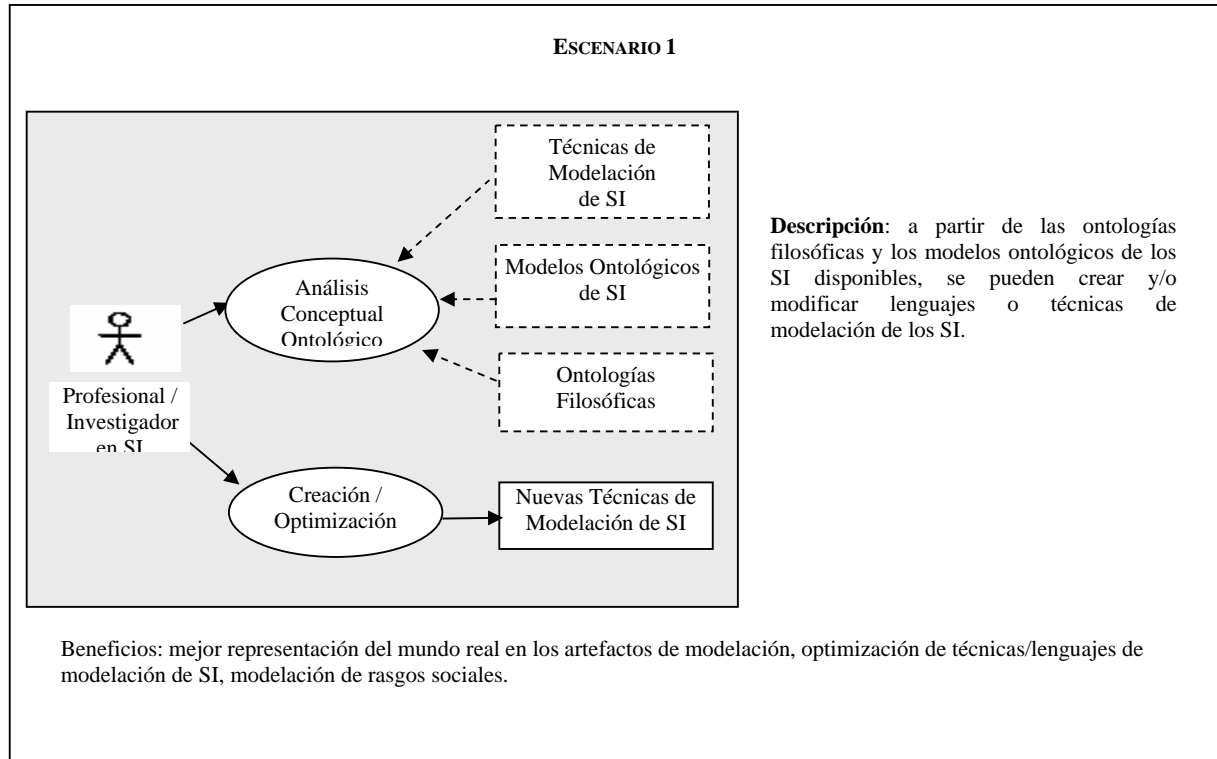 ESCENARIO 1
Técnicas de
Modelación
de SI
Modelos Ontológicos
de SI
Ontologías
Filosóficas
Análisis
Conceptual
Ontológico
Profesional /
Investigador
en SI
Creación /
Optimización
Nuevas Técnicas de
Modelación de SI
Descripción: a partir de las ontologías
filosóficas y los modelos ontológicos de los
SI disponibles, se pueden crear y/o
modificar lenguajes o técnicas de
modelación de los SI.
Beneficios: mejor representación del mundo real en los artefactos de modelación, optimización de técnicas/lenguajes de
modelación de SI, modelación de rasgos sociales.